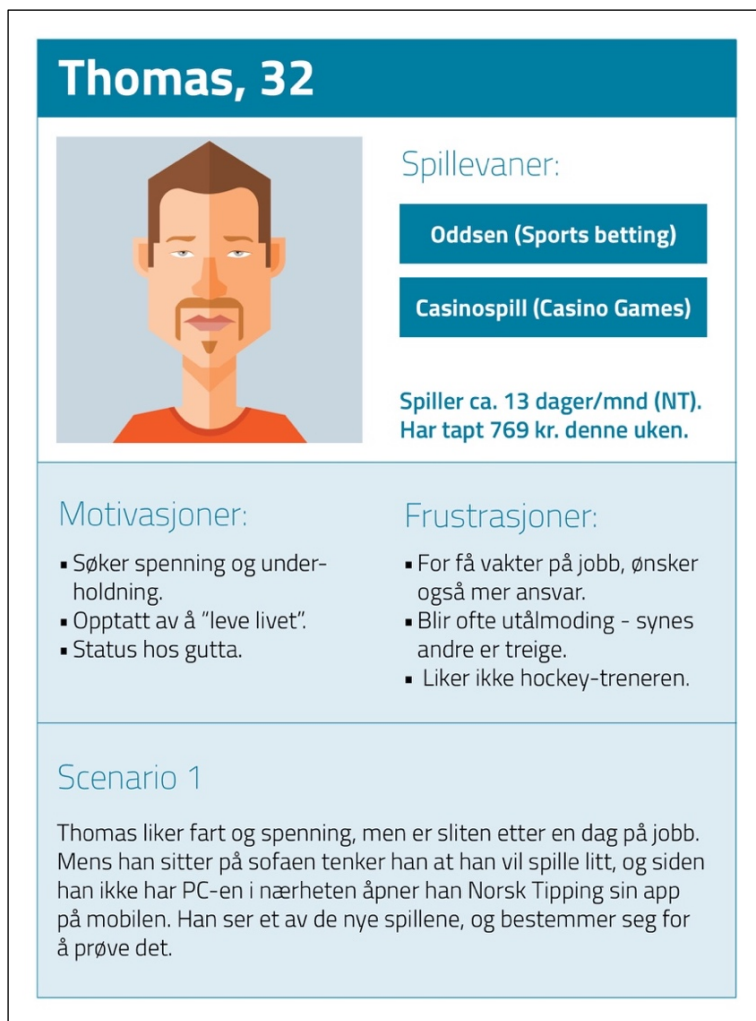 Thomas, 32
Spillevaner:
Oddsen (Sports betting)
Casinospill (Casino Games)
Spiller ca. 13 dager/mnd (NT).
Har tapt 769 kr. denne uken.
Motivasjoner:
▪ Søker spenning og under-
holdning.
▪ Opptatt av å “leve livet”.
▪ Status hos gutta.
Frustrasjoner:
▪ For få vakter på jobb, ønsker
også mer ansvar.
▪ Blir ofte utålmoding - synes
andre er treige.
▪ Liker ikke hockey-treneren.
Scenario 1
Thomas liker fart og spenning, men er sliten etter en dag på jobb.
Mens han sitter på sofaen tenker han at han vil spille litt, og siden
han ikke har PC-en i nærheten åpner han Norsk Tipping sin app
på mobilen. Han ser et av de nye spillene, og bestemmer seg for
å prøve det.